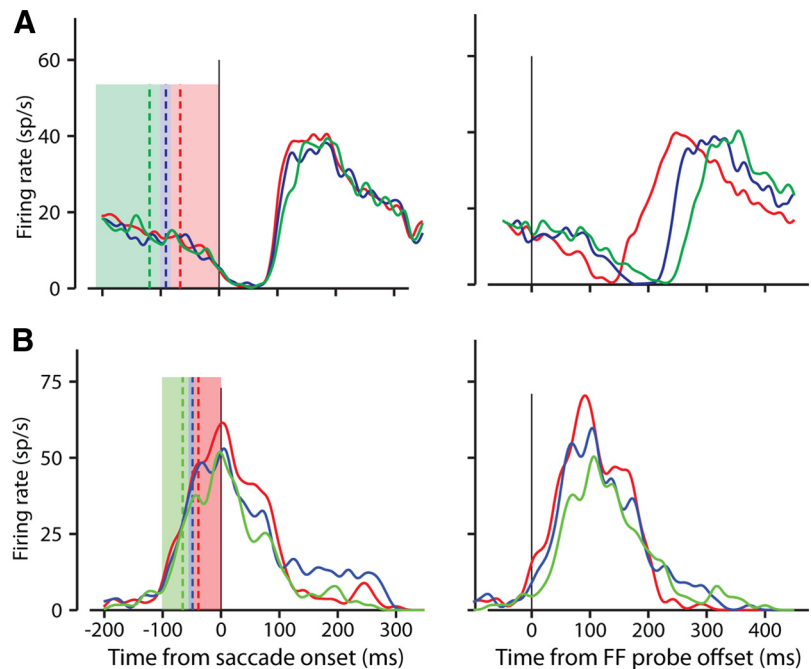 A
Firing rate (sp/s)
60
40
20
0
B
Firing rate (sp/s)
75
50
25
0
-200 -100 0 100 200 300
Time from saccade onset (ms)
0 100 200 300 400
Time from FF probe offset (ms)